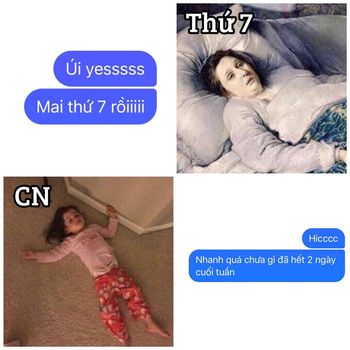 Úi yesssss
Mai thứ 7 rồiiiii
Thứ 7
CN
Hicccc
Nhanh quá chưa gì đã hết 2 ngày
cuối tuần